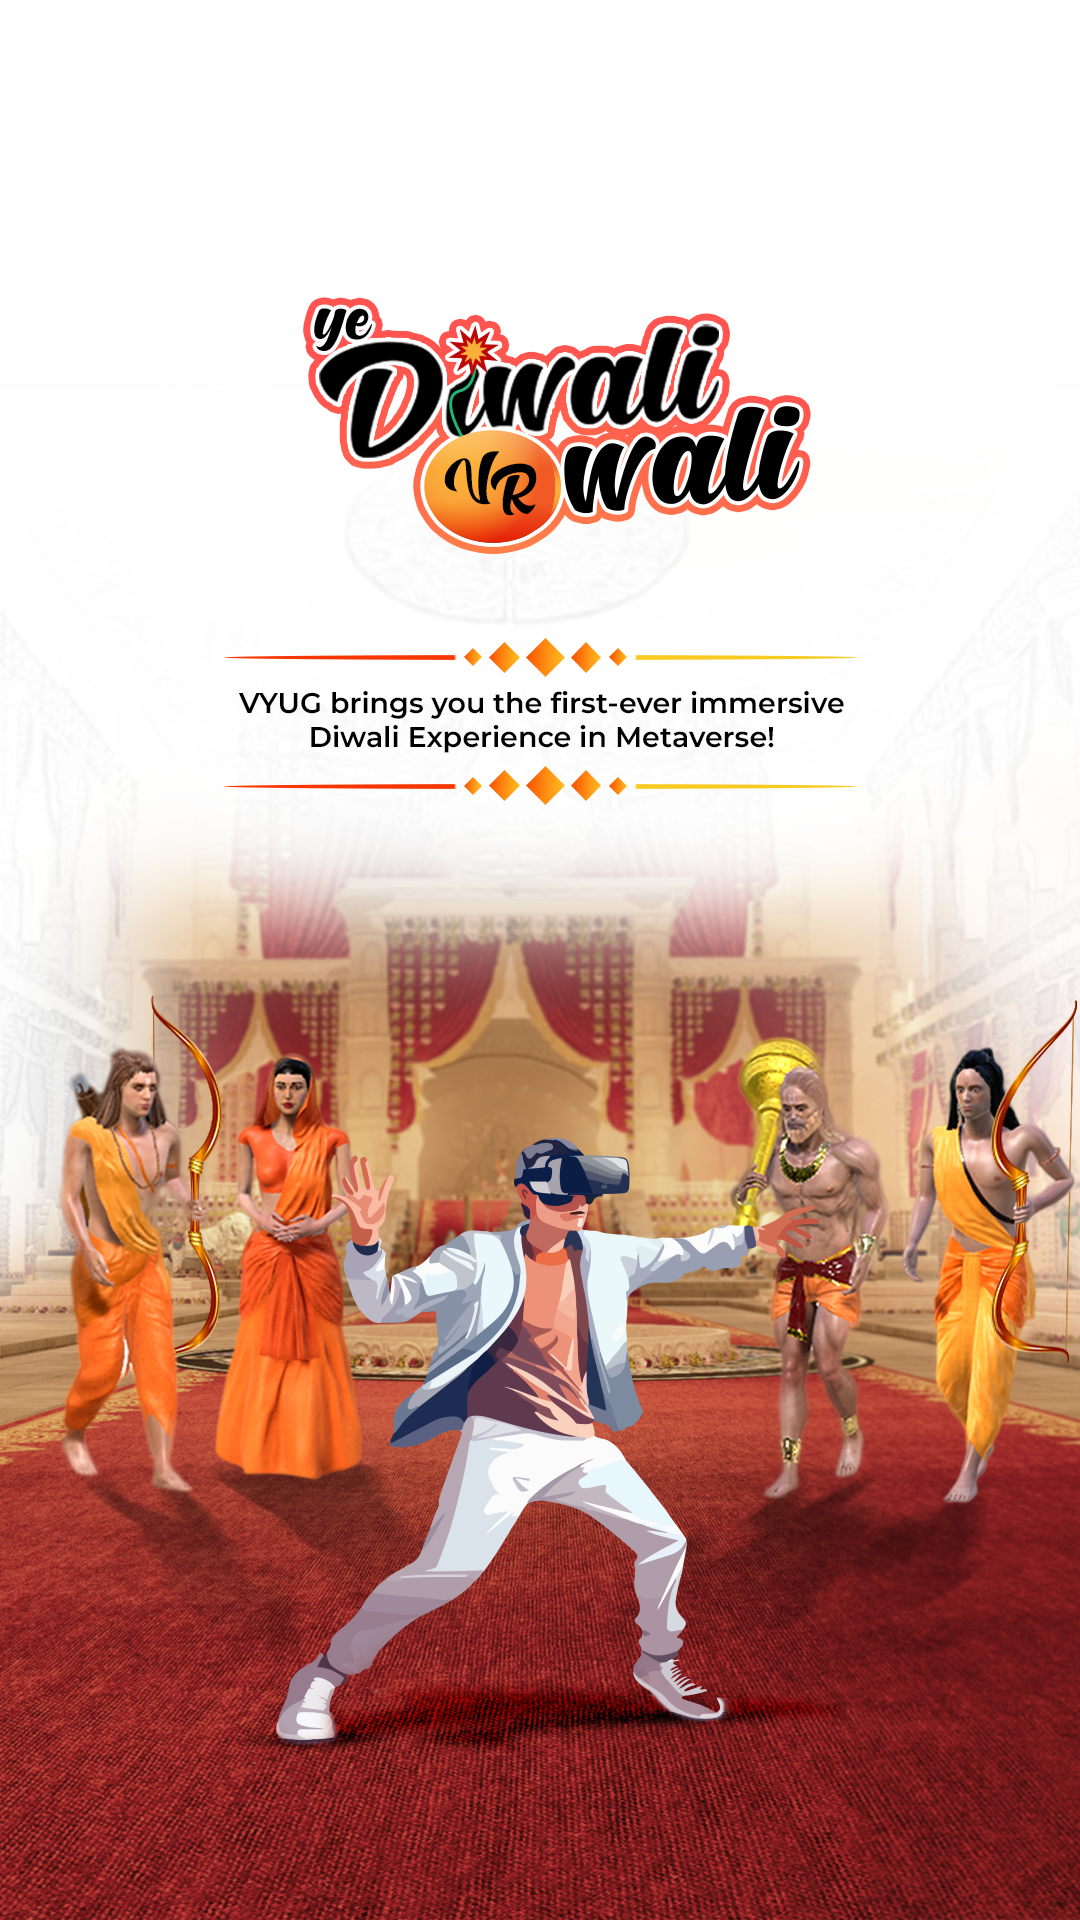 ye
Diwali
VR wali
VYUG brings you the first-ever immersive
Diwali Experience in Metaverse!